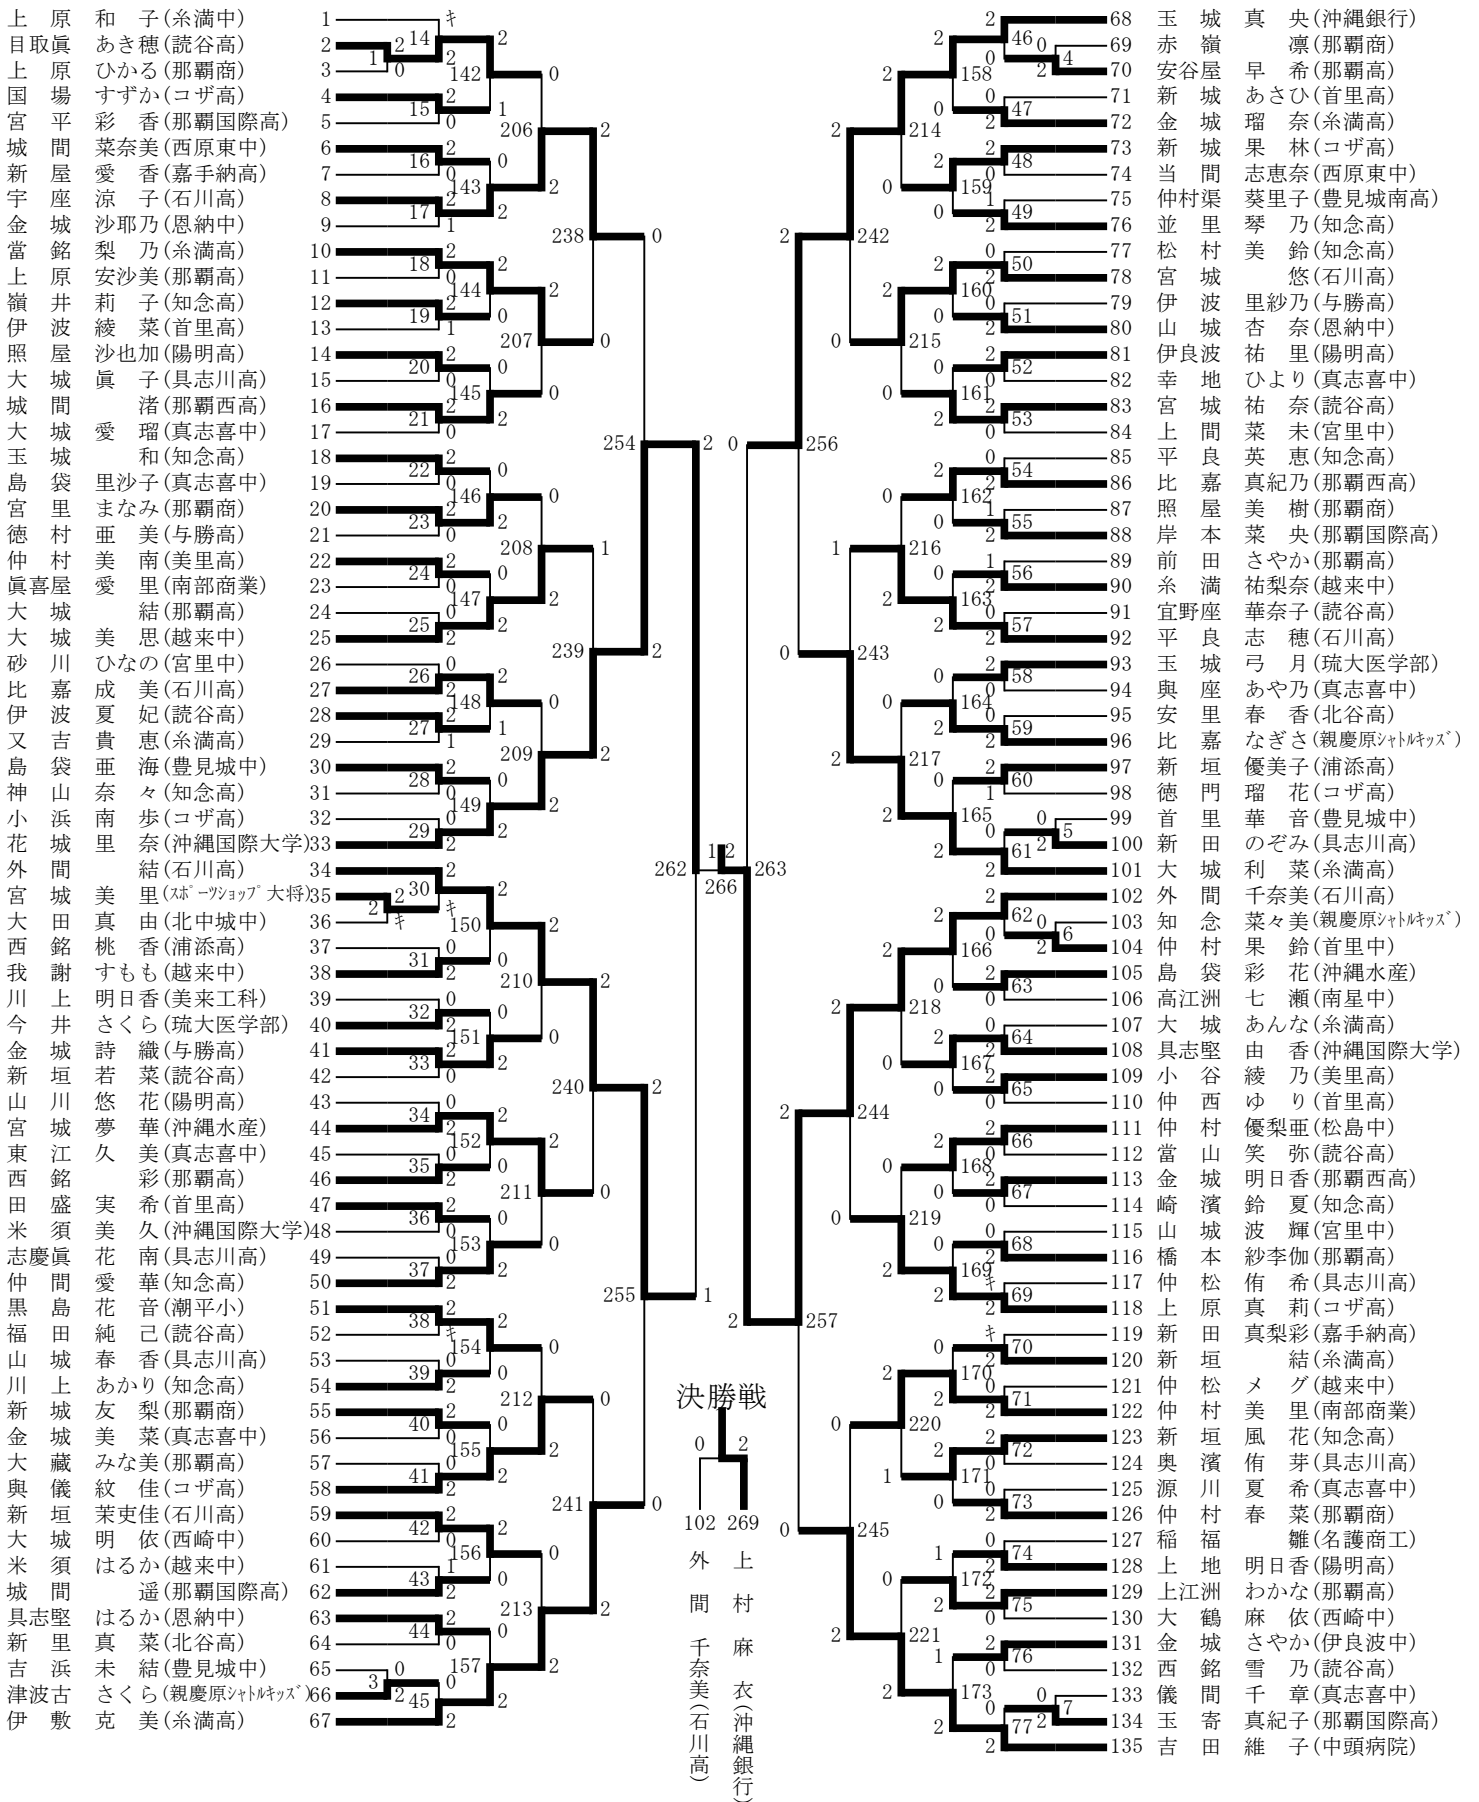 上原 和子(糸満中) 1
目取眞 あき穂(読谷高) 2
上原 ひかる(那覇商) 3
国場 すずか(コザ高) 4
宮平 彩香(那覇国際高) 5
城間 菜奈美(西原東中) 6
新屋 愛香(嘉手納高) 7
宇座 涼子(石川高) 8
金城 沙耶乃(恩納中) 9
當銘 梨乃(糸満高) 10
上原 安沙美(那覇高) 11
嶺井 莉子(知念高) 12
伊波 綾菜(首里高) 13
照屋 沙也加(陽明高) 14
大城 眞子(具志川高) 15
城間 渚(那覇西高) 16
大城 愛瑠(真志喜中) 17
玉城 和(知念高) 18
島袋 里沙子(真志喜中) 19
宮里 まなみ(那覇商) 20
徳村 亜美(与勝高) 21
仲村 美南(美里高) 22
眞喜屋 愛里(南部商業) 23
大城 結(那覇高) 24
大城 美思(越来中) 25
砂川 ひなの(宮里中) 26
比嘉 成美(石川高) 27
伊波 夏妃(読谷高) 28
又吉 貴恵(糸満高) 29
島袋 亜海(豊見城中) 30
神山 奈々(知念高) 31
小浜 南歩(コザ高) 32
花城 里奈(沖縄国際大学) 33
外間 結(石川高) 34
宮城 美里(スポーツショップ大将) 35
大田 真由(北中城中) 36
西銘 桃香(浦添高) 37
我謝 すもも(越来中) 38
川上 明日香(美来工科) 39
今井 さくら(琉大医学部) 40
金城 詩織(与勝高) 41
新垣 若菜(読谷高) 42
山川 悠花(陽明高) 43
宮城 夢華(沖縄水産) 44
東江 久美(真志喜中) 45
西銘 彩(那覇高) 46
田盛 実希(首里高) 47
米須 美久(沖縄国際大学) 48
志慶眞 花南(具志川高) 49
仲間 愛華(知念高) 50
黒島 花音(潮平小) 51
福田 純己(読谷高) 52
山城 春香(具志川高) 53
川上 あかり(知念高) 54
新城 友梨(那覇商) 55
金城 美菜(真志喜中) 56
大藏 みな美(那覇高) 57
與儀 紋佳(コザ高) 58
新垣 茉吏佳(石川高) 59
大城 明依(西崎中) 60
米須 はるか(越来中) 61
城間 遥(那覇国際高) 62
具志堅 はるか(恩納中) 63
新里 真菜(北谷高) 64
吉浜 未結(豊見城中) 65
津波古 さくら(親慶原シャトルキッズ) 66
伊敷 克美(糸満高) 67
68 玉城 真央(沖縄銀行)
69 赤嶺 凛(那覇商)
70 安谷屋 早希(那覇高)
71 新城 あさひ(首里高)
72 金城 瑠奈(糸満高)
73 新城 果林(コザ高)
74 当間 志恵奈(西原東中)
75 仲村渠 葵里子(豊見城南高)
76 並里 琴乃(知念高)
77 松村 美鈴(知念高)
78 宮城 悠(石川高)
79 伊波 里紗乃(与勝高)
80 山城 杏奈(恩納中)
81 伊良波 祐里(陽明高)
82 幸地 ひより(真志喜中)
83 宮城 祐奈(読谷高)
84 上間 菜未(宮里中)
85 平良 英恵(知念高)
86 比嘉 真紀乃(那覇西高)
87 照屋 美樹(那覇商)
88 岸本 菜央(那覇国際高)
89 前田 さやか(那覇高)
90 糸満 祐梨奈(越来中)
91 宜野座 華奈子(読谷高)
92 平良 志穂(石川高)
93 玉城 弓月(琉大医学部)
94 與座 あや乃(真志喜中)
95 安里 春香(北谷高)
96 比嘉 なぎさ(親慶原シャトルキッズ)
97 新垣 優美子(浦添高)
98 徳門 瑠花(コザ高)
99 首里 華音(豊見城中)
100 新田 のぞみ(具志川高)
101 大城 利菜(糸満高)
102 外間 千奈美(石川高)
103 知念 菜々美(親慶原シャトルキッズ)
104 仲村 果鈴(首里中)
105 島袋 彩花(沖縄水産)
106 高江洲 七瀬(南星中)
107 大城 あんな(糸満高)
108 具志堅 由香(沖縄国際大学)
109 小谷 綾乃(美里高)
110 仲西 ゆり(首里高)
111 仲村 優梨亜(松島中)
112 當山 笑弥(読谷高)
113 金城 明日香(那覇西高)
114 崎濱 鈴夏(知念高)
115 山城 波輝(宮里中)
116 橋本 紗李伽(那覇高)
117 仲松 侑希(具志川高)
118 上原 真莉(コザ高)
119 新田 真梨彩(嘉手納高)
120 新垣 結(糸満高)
121 仲松 メグ(越来中)
122 仲村 美里(南部商業)
123 新垣 風花(知念高)
124 奥濱 侑芽(具志川高)
125 源川 夏希(真志喜中)
126 仲村 春菜(那覇商)
127 稲福 雛(名護商工)
128 上地 明日香(陽明高)
129 上江洲 わかな(那覇高)
130 大鶴 麻依(西崎中)
131 金城 さやか(伊良波中)
132 西銘 雪乃(読谷高)
133 儀間 千章(真志喜中)
134 玉寄 真紀子(那覇国際高)
135 吉田 維子(中頭病院)
254 2 0 256
262 1 2 263
266
255 1 2 257
決勝戦
0 2
102 269
外間 千奈美(石川高)
上村 麻衣(沖縄銀行)